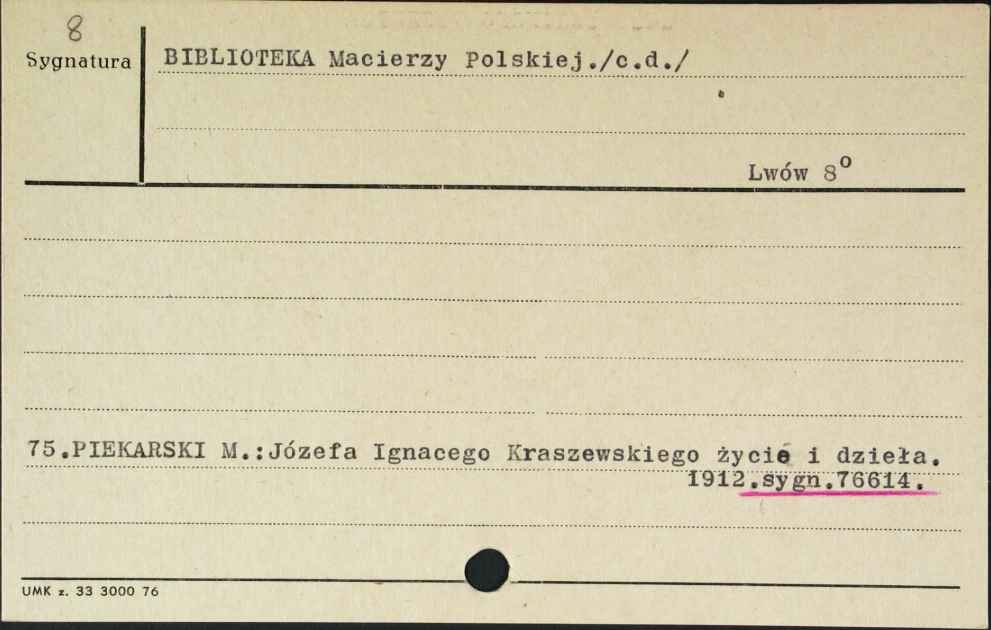 8
Sygnatura
BIBLIOTEKA Macierzy Polskiej./c.d./
Lwów 8º
75.PIEKARSKI M.:Józefa Ignacego Kraszewskiego życie i dzieła.
1912.sygn.76614.
UMK z. 33 3000 76